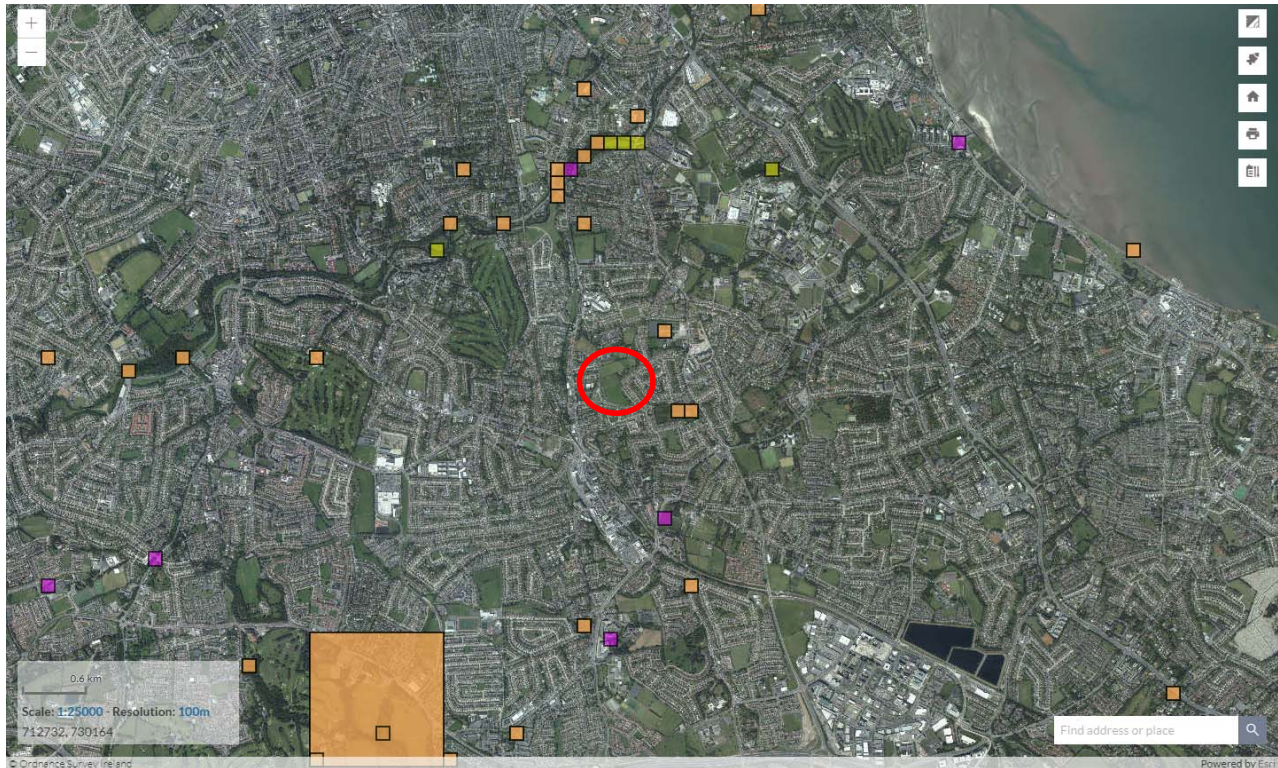 +
−
0.6 km
Scale: 1:25000 - Resolution: 100m
712732, 730164
Find address or place
© Ordnance Survey Ireland
Powered by Esri